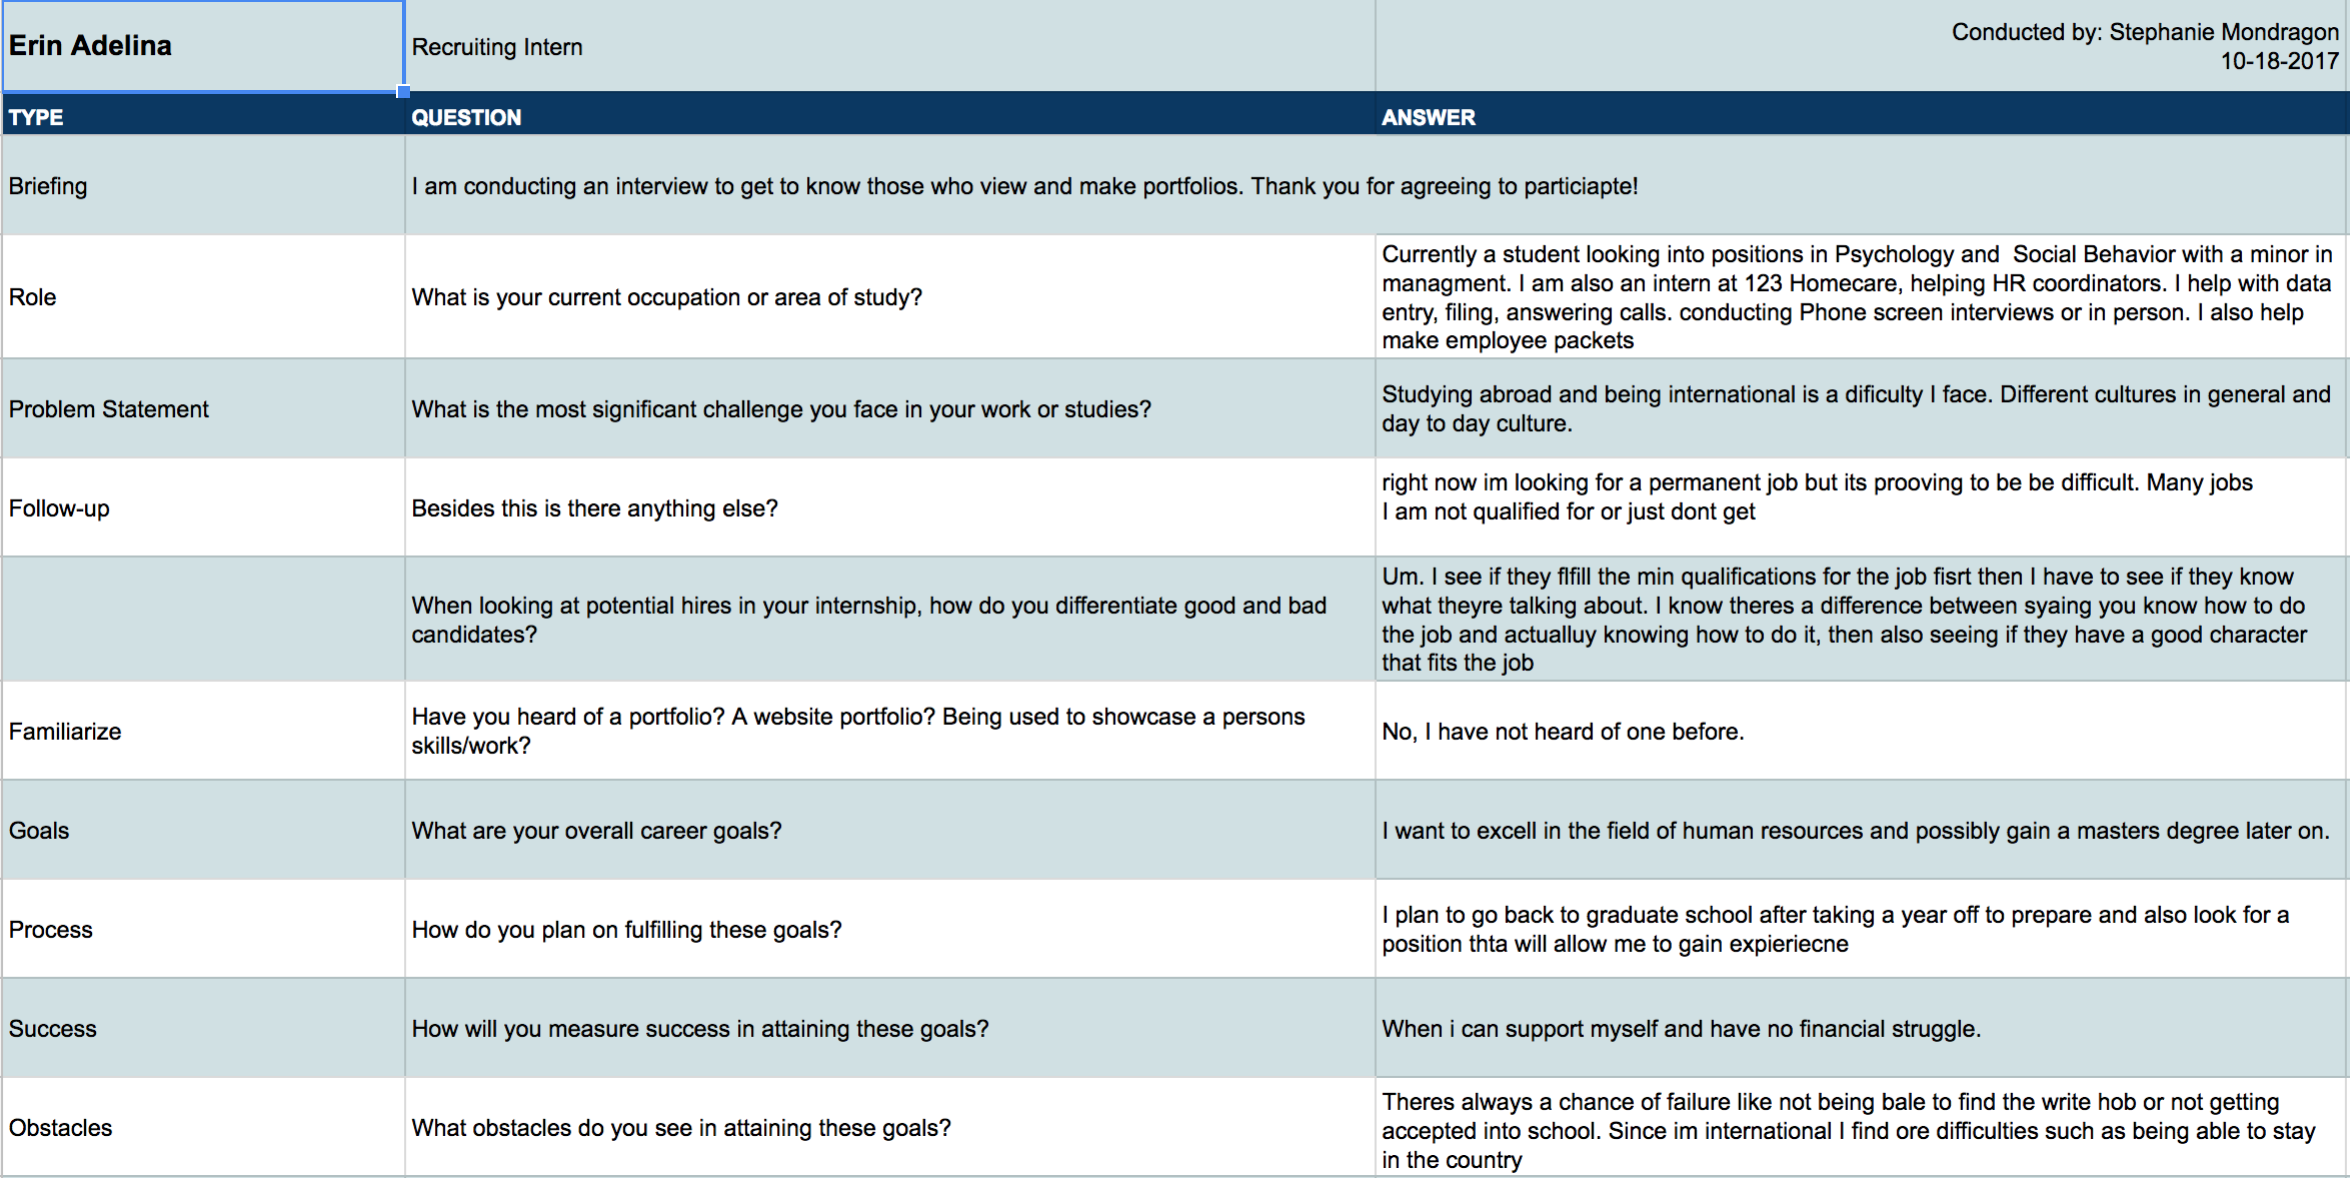 Erin Adelina
Recruiting Intern
Conducted by: Stephanie Mondragon
10-18-2017
TYPE
QUESTION
ANSWER
Briefing
I am conducting an interview to get to know those who view and make portfolios. Thank you for agreeing to particiapte!
Role
What is your current occupation or area of study?
Currently a student looking into positions in Psychology and  Social Behavior with a minor in
managment. I am also an intern at 123 Homecare, helping HR coordinators. I help with data
entry, filing, answering calls. conducting Phone screen interviews or in person. I also help
make employee packets
Problem Statement
What is the most significant challenge you face in your work or studies?
Studying abroad and being international is a dificulty I face. Different cultures in general and
day to day culture.
Follow-up
Besides this is there anything else?
right now im looking for a permanent job but its prooving to be be difficult. Many jobs
I am not qualified for or just dont get
When looking at potential hires in your internship, how do you differentiate good and bad
candidates?
Um. I see if they flfill the min qualifications for the job fisrt then I have to see if they know
what theyre talking about. I know theres a difference between syaing you know how to do
the job and actualluy knowing how to do it, then also seeing if they have a good character
that fits the job
Familiarize
Have you heard of a portfolio? A website portfolio? Being used to showcase a persons
skills/work?
No, I have not heard of one before.
Goals
What are your overall career goals?
I want to excell in the field of human resources and possibly gain a masters degree later on.
Process
How do you plan on fulfilling these goals?
I plan to go back to graduate school after taking a year off to prepare and also look for a
position thta will allow me to gain expieriecne
Success
How will you measure success in attaining these goals?
When i can support myself and have no financial struggle.
Obstacles
What obstacles do you see in attaining these goals?
Theres always a chance of failure like not being bale to find the write hob or not getting
accepted into school. Since im international I find ore difficulties such as being able to stay
in the country